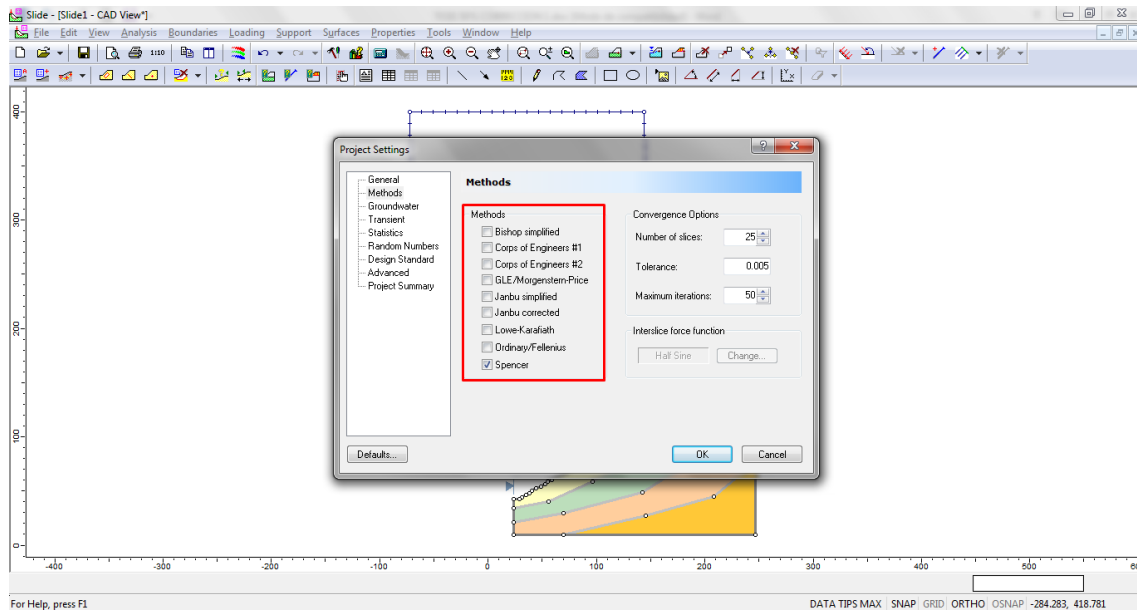 Slide - [Slide1 - CAD View*]
File Edit View Analysis Boundaries Loading Support Surfaces Properties Tools Window Help
1:10
400
300
200
100
0
Project Settings
General
Methods
Groundwater
Transient
Statistics
Random Numbers
Design Standard
Advanced
Project Summary
Methods
Methods
Bishop simplified
Corps of Engineers #1
Corps of Engineers #2
GLE/Morgenstern-Price
Janbu simplified
Janbu corrected
Lowe-Karafiath
Ordinary/Fellenius
Spencer
Convergence Options
Number of slices: 25
Tolerance: 0.005
Maximum iterations: 50
Interslice force function
Half Sine Change...
Defaults... OK Cancel
-400 -300 -200 -100 0 100 200 300 400 500
For Help, press F1
DATA TIPS MAX SNAP GRID ORTHO OSNAP -284.283, 418.781